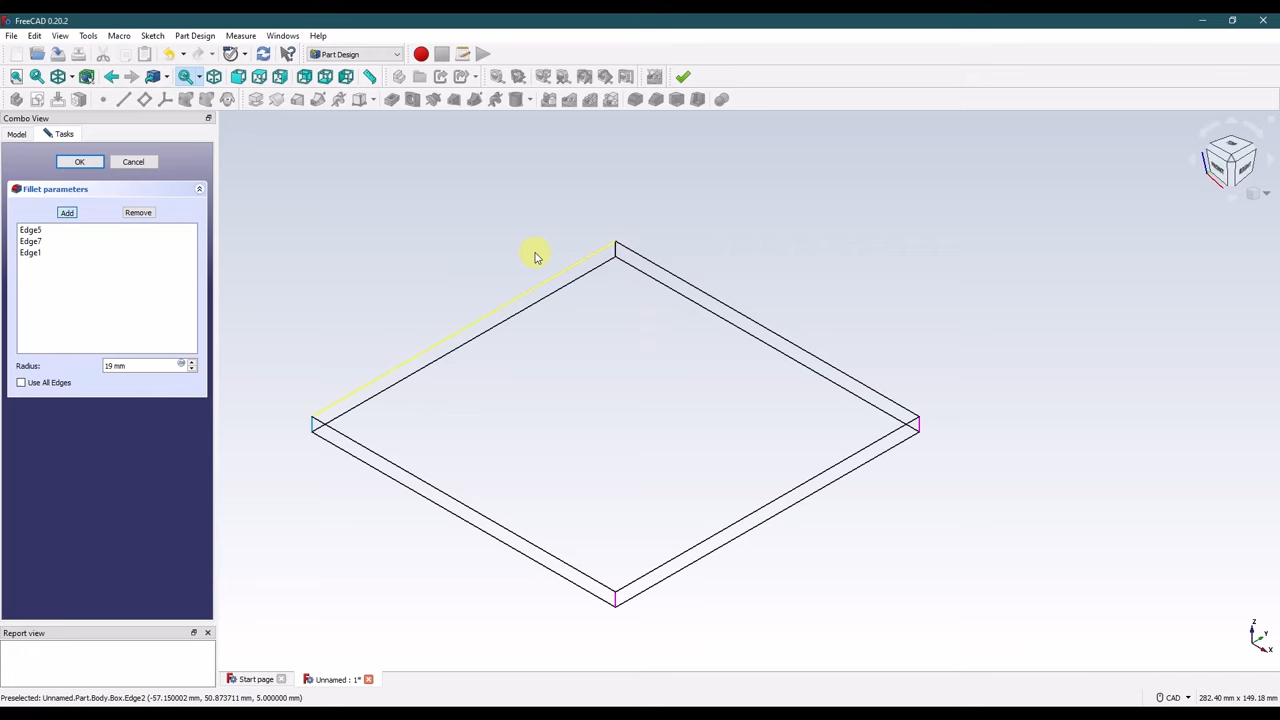 FreeCAD 0.20.2
File Edit View Tools Macro Sketch Part Design Measure Windows Help
Part Design
Combo View
Model Tasks
OK Cancel
Fillet parameters
Add Remove
Edge5
Edge7
Edge1
Radius: 19 mm
Use All Edges
Report view
Z
Y
X
Start page Unnamed : 1*
Preselected: Unnamed.Part.Body.Box.Edge2 (-57.150002 mm, 50.873711 mm, 5.000000 mm)
CAD 282.40 mm x 149.18 mm